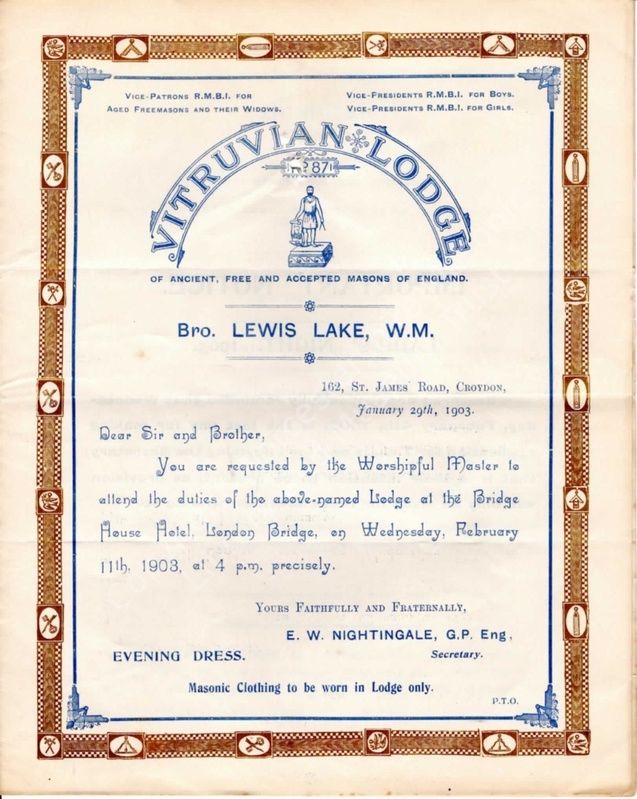 Vice-Patrons R.M.B.I. for
Aged Freemasons and their Widows.
Vice-Presidents R.M.B.I. for Boys.
Vice-Presidents R.M.B.I. for Girls.
VITRUVIAN LODGE
87
OF ANCIENT, FREE AND ACCEPTED MASONS OF ENGLAND.
Bro. LEWIS LAKE, W.M.
162, St. James' Road, Croydon,
January 29th, 1903.
Dear Sir and Brother,
You are requested by the Worshipful Master to
attend the duties of the above-named Lodge at the Bridge
House Hotel, London Bridge, on Wednesday, February
11th, 1903, at 4 p.m. precisely.
Yours Faithfully and Fraternally,
E. W. NIGHTINGALE, G.P. Eng,
Secretary.
EVENING DRESS.
Masonic Clothing to be worn in Lodge only.
P.T.O.